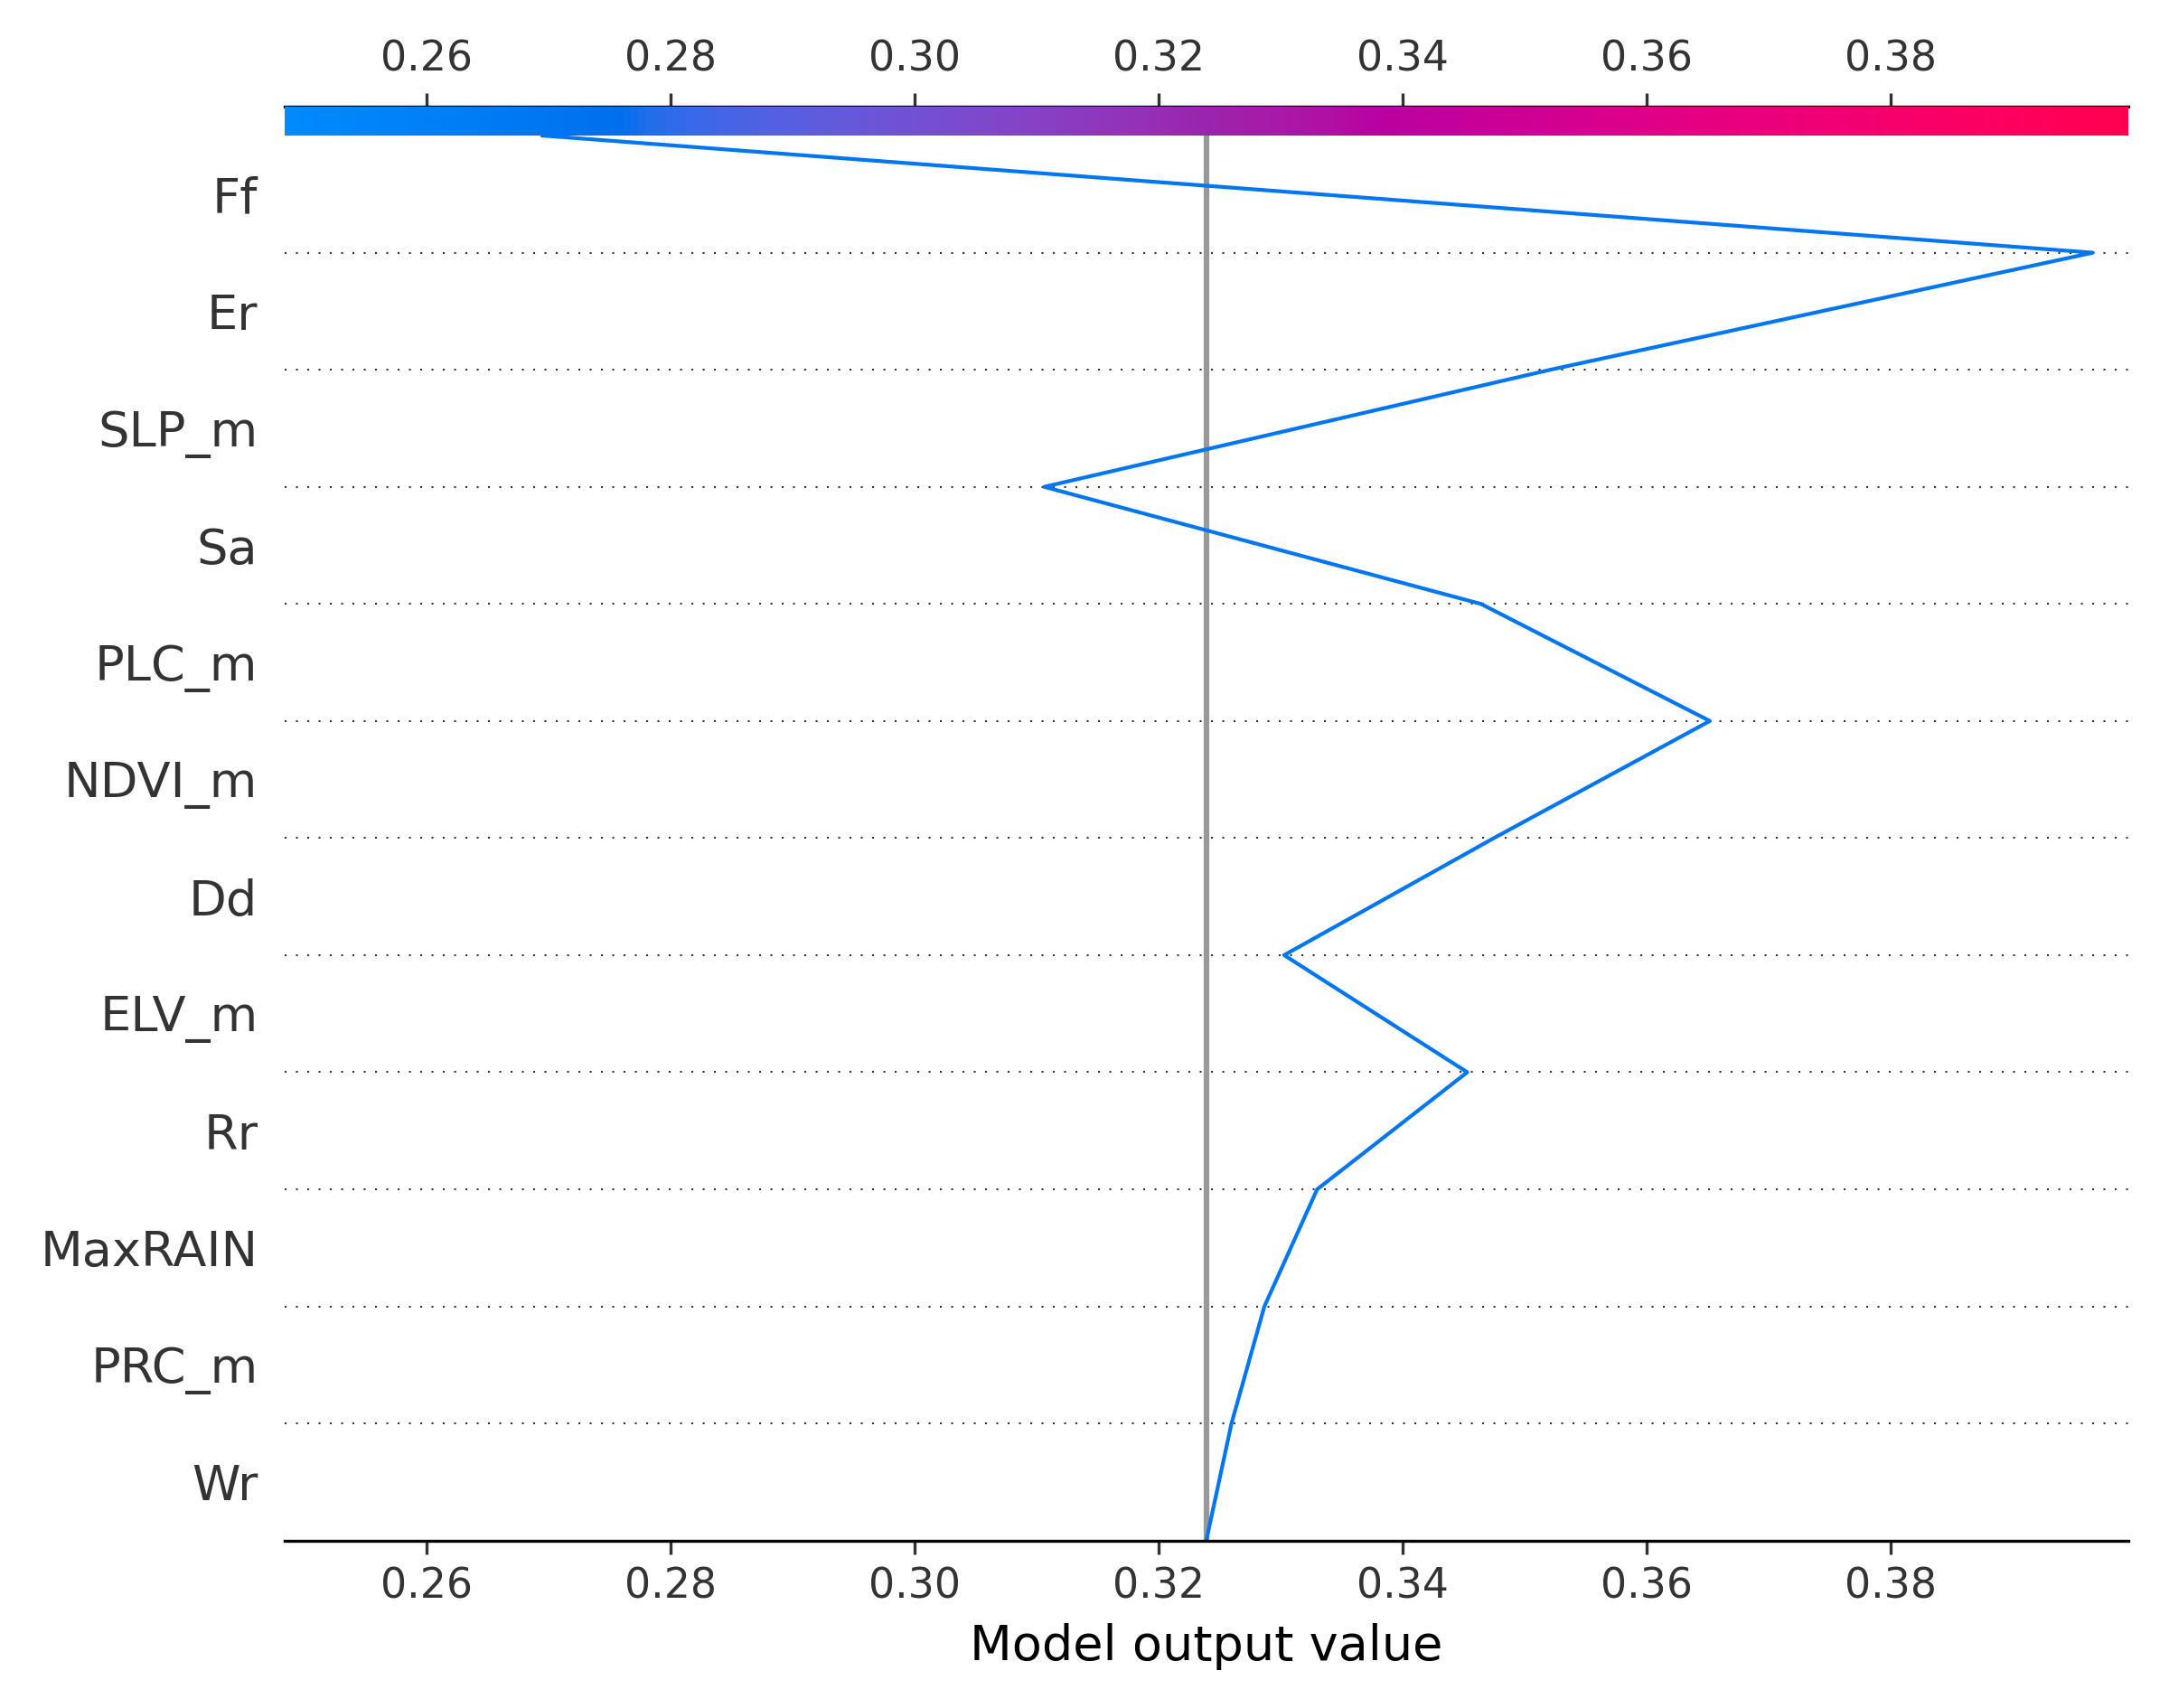 0.26 0.28 0.30 0.32 0.34 0.36 0.38
Ff
Er
SLP_m
Sa
PLC_m
NDVI_m
Dd
ELV_m
Rr
MaxRAIN
PRC_m
Wr
0.26 0.28 0.30 0.32 0.34 0.36 0.38
Model output value